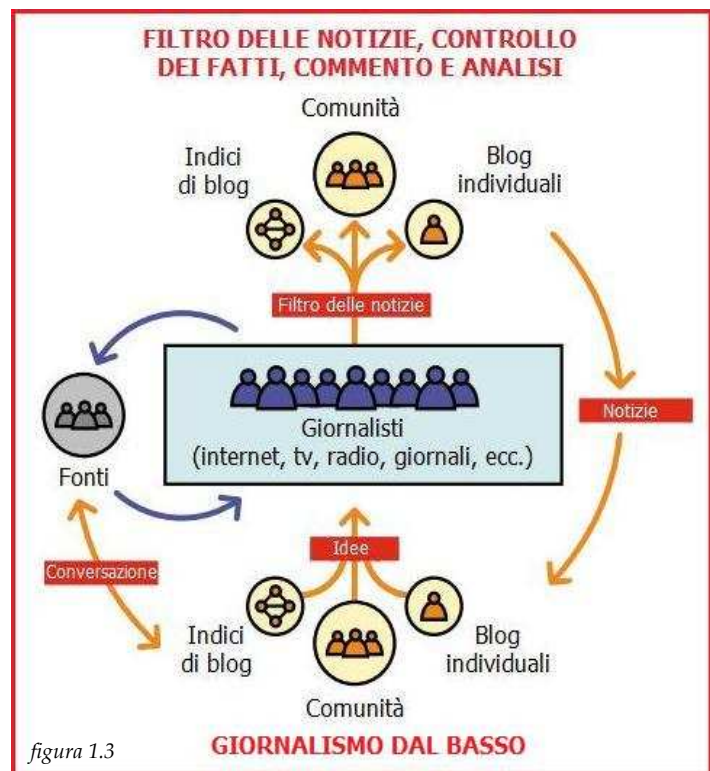 FILTRO DELLE NOTIZIE, CONTROLLO
DEI FATTI, COMMENTO E ANALISI
Comunità
Indici
di blog
Blog
individuali
Filtro delle notizie
Notizie
Giornalisti
(internet, tv, radio, giornali, ecc.)
Fonti
Idee
Conversazione
Indici
di blog
Blog
individuali
Comunità
figura 1.3
GIORNALISMO DAL BASSO